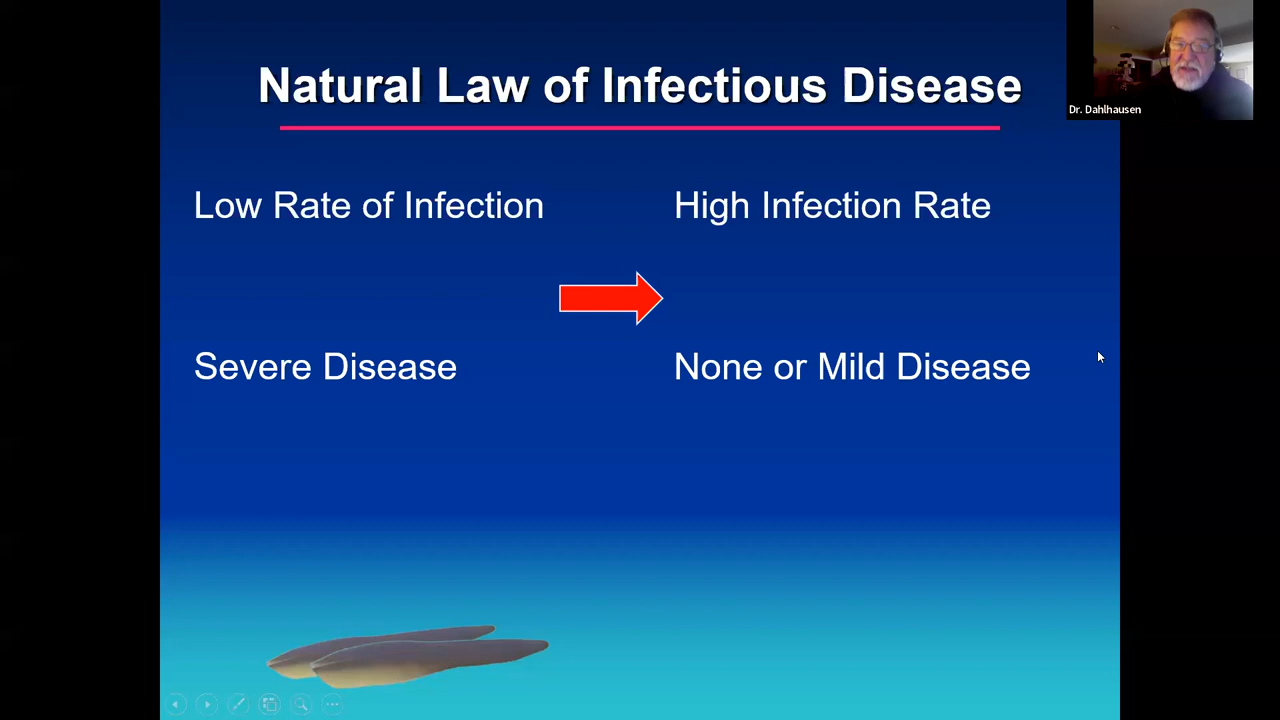 Natural Law of Infectious Disease
Dr. Dahlhausen
Low Rate of Infection
High Infection Rate
Severe Disease
None or Mild Disease